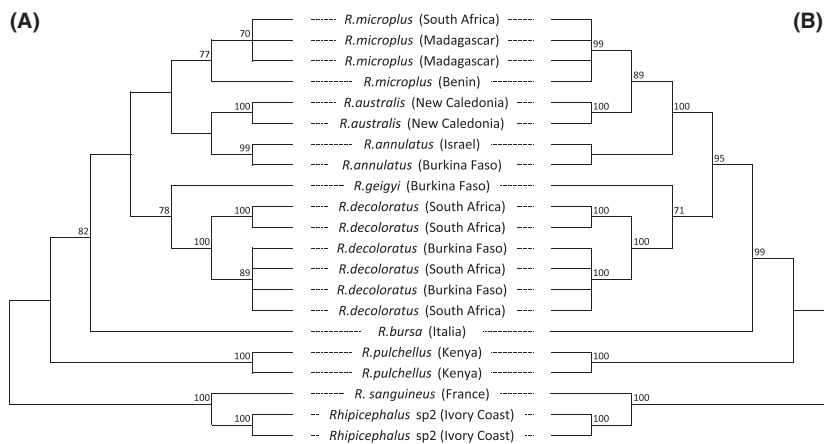 (A) (B)
70 R.microplus (South Africa)
R.microplus (Madagascar) 99
77 R.microplus (Madagascar)
R.microplus (Benin) 89
100 R.australis (New Caledonia) 100 100
R.australis (New Caledonia)
99 R.annulatus (Israel)
R.annulatus (Burkina Faso) 95
R.geigyi (Burkina Faso)
78 100 R.decoloratus (South Africa) 100 71
82 R.decoloratus (South Africa)
100 R.decoloratus (Burkina Faso) 100 99
89 R.decoloratus (South Africa) 100
R.decoloratus (Burkina Faso)
R.decoloratus (South Africa)
R.bursa (Italia)
100 R.pulchellus (Kenya) 100
R.pulchellus (Kenya)
100 R. sanguineus (France) 100
100 Rhipicephalus sp2 (Ivory Coast) 100
Rhipicephalus sp2 (Ivory Coast)